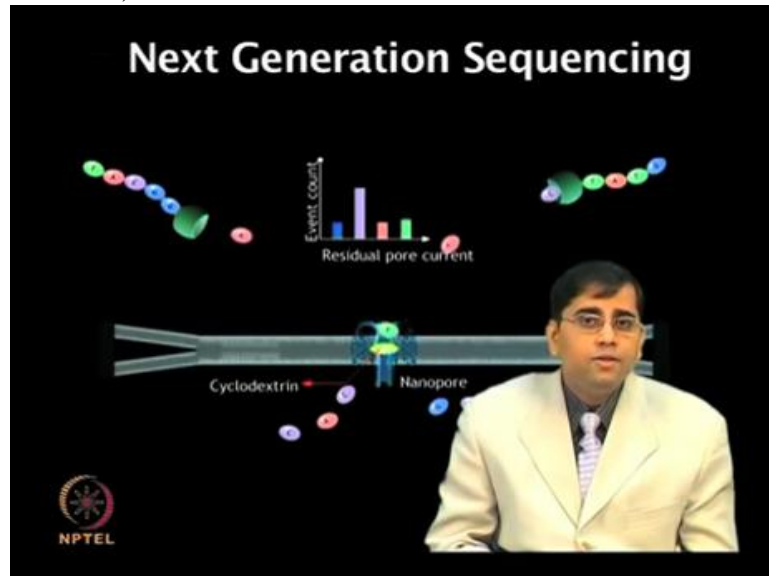 Next Generation Sequencing
Event count
Residual pore current
Cyclodextrin
Nanopore
NPTEL